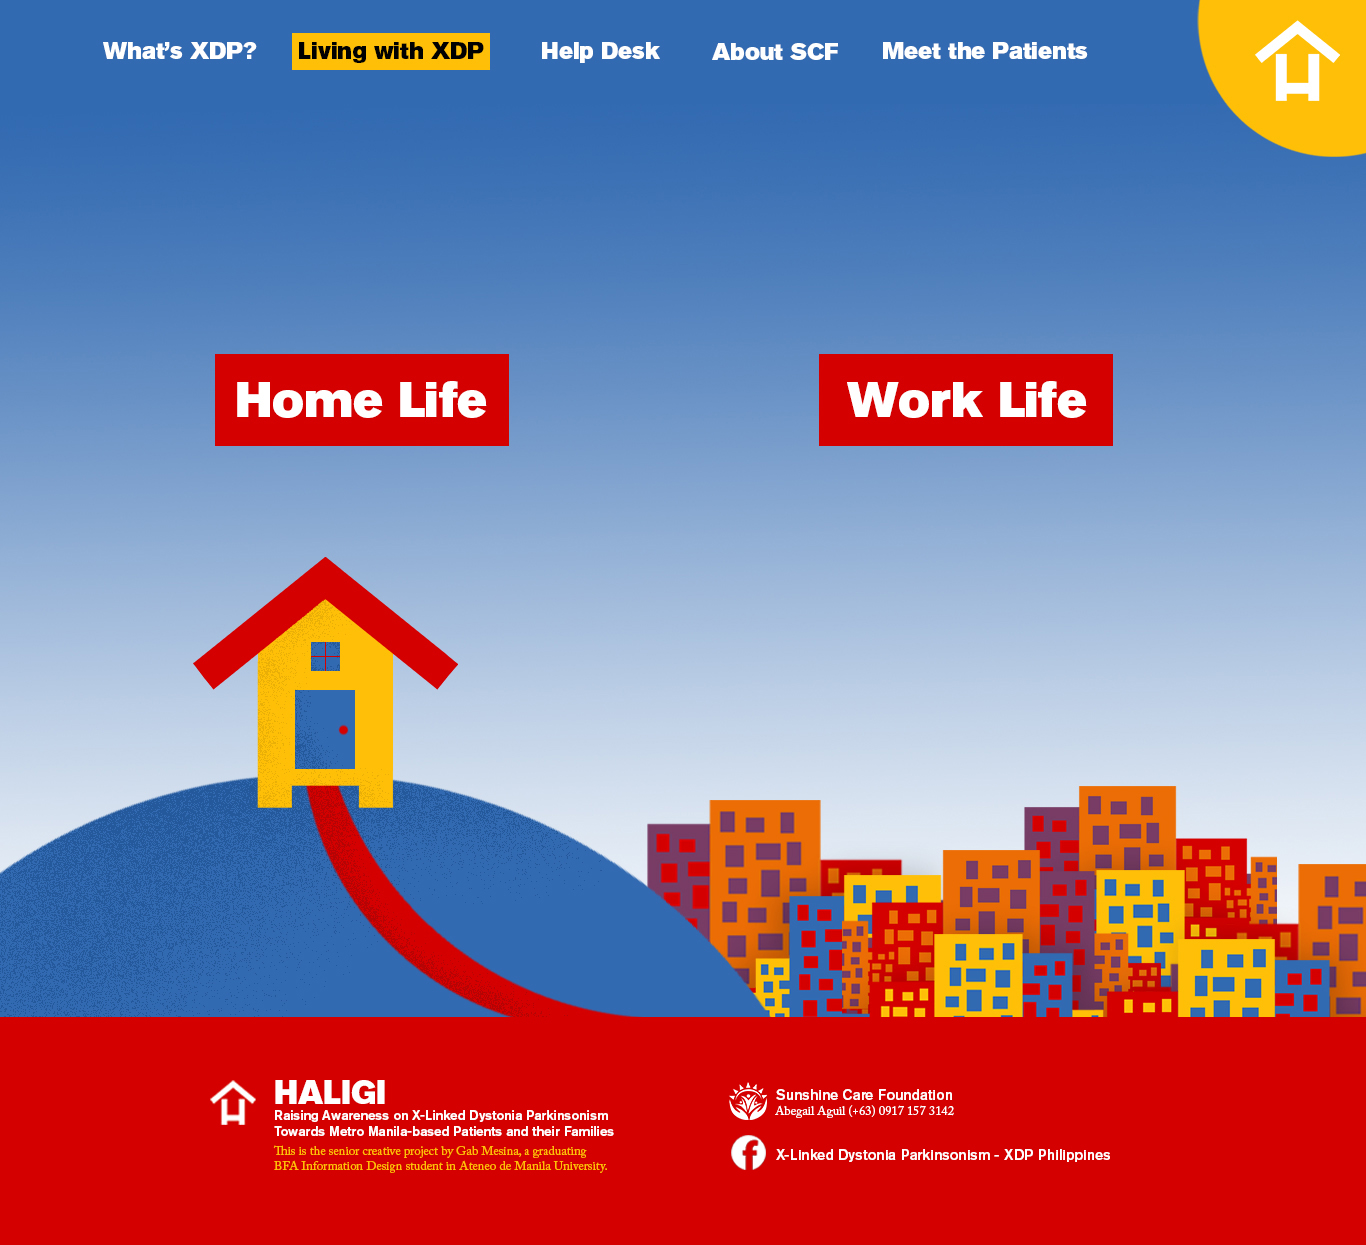 What's XDP?
Living with XDP
Help Desk
About SCF
Meet the Patients
Home Life
Work Life
HALIGI
Raising Awareness on X-Linked Dystonia Parkinsonism
Towards Metro Manila-based Patients and their Families
This is the senior creative project by Gab Mesina, a graduating
BFA Information Design student in Ateneo de Manila University.
Sunshine Care Foundation
Abegail Aguil (+63) 0917 157 3142
X-Linked Dystonia Parkinsonism - XDP Philippines